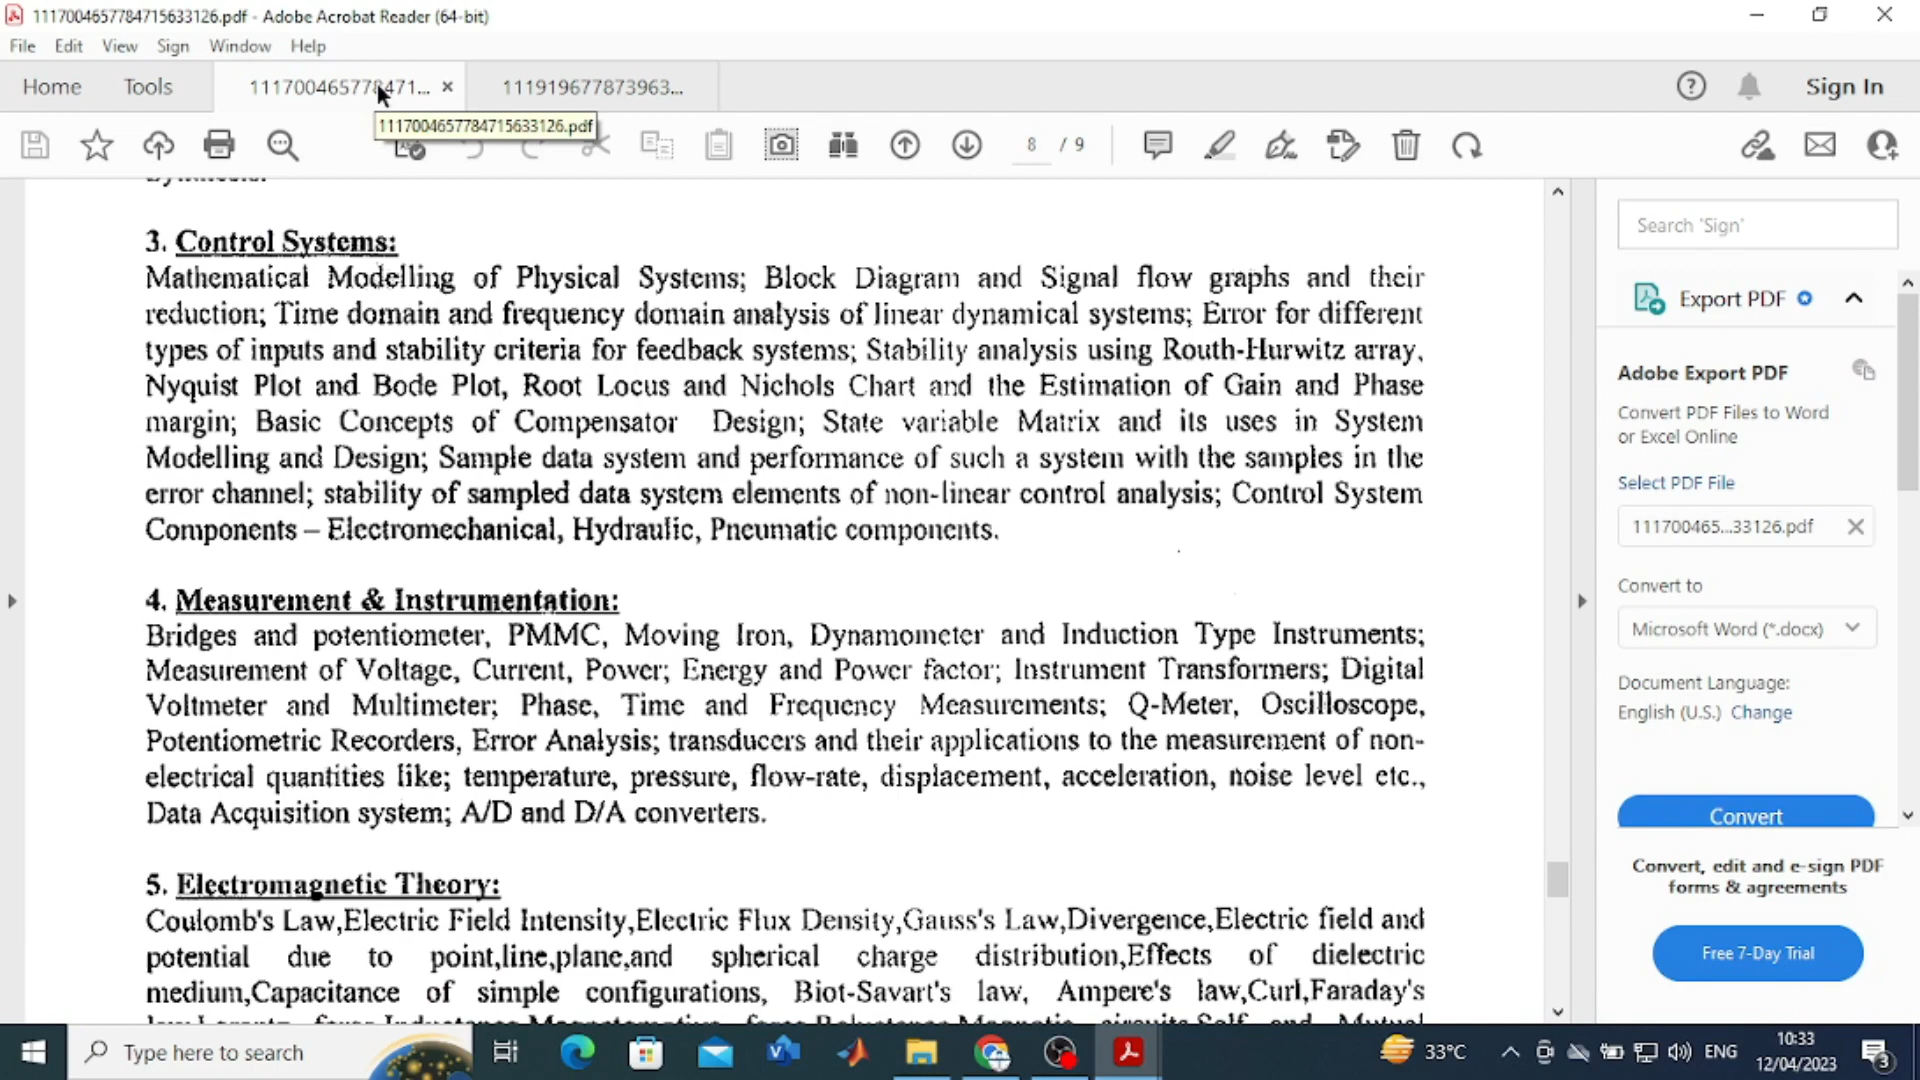 1117004657784715633126.pdf - Adobe Acrobat Reader (64-bit)
File Edit View Sign Window Help
Home Tools 111700465778471... 111919677873963... Sign In
1117004657784715633126.pdf
8 / 9
3. Control Systems:
Mathematical Modelling of Physical Systems; Block Diagram and Signal flow graphs and their
reduction; Time domain and frequency domain analysis of linear dynamical systems; Error for different
types of inputs and stability criteria for feedback systems; Stability analysis using Routh-Hurwitz array,
Nyquist Plot and Bode Plot, Root Locus and Nichols Chart and the Estimation of Gain and Phase
margin; Basic Concepts of Compensator Design; State variable Matrix and its uses in System
Modelling and Design; Sample data system and performance of such a system with the samples in the
error channel; stability of sampled data system elements of non-linear control analysis; Control System
Components – Electromechanical, Hydraulic, Pneumatic components.
4. Measurement & Instrumentation:
Bridges and potentiometer, PMMC, Moving Iron, Dynamometer and Induction Type Instruments;
Measurement of Voltage, Current, Power; Energy and Power factor; Instrument Transformers; Digital
Voltmeter and Multimeter; Phase, Time and Frequency Measurements; Q-Meter, Oscilloscope,
Potentiometric Recorders, Error Analysis; transducers and their applications to the measurement of non-
electrical quantities like; temperature, pressure, flow-rate, displacement, acceleration, noise level etc.,
Data Acquisition system; A/D and D/A converters.
5. Electromagnetic Theory:
Coulomb's Law,Electric Field Intensity,Electric Flux Density,Gauss's Law,Divergence,Electric field and
potential due to point,line,plane,and spherical charge distribution,Effects of dielectric
medium,Capacitance of simple configurations, Biot-Savart's law, Ampere's law,Curl,Faraday's
Search 'Sign'
Export PDF
Adobe Export PDF
Convert PDF Files to Word
or Excel Online
Select PDF File
111700465...33126.pdf
Convert to
Microsoft Word (*.docx)
Document Language:
English (U.S.) Change
Convert
Convert, edit and e-sign PDF
forms & agreements
Free 7-Day Trial
Type here to search
33°C
ENG
10:33
12/04/2023
3